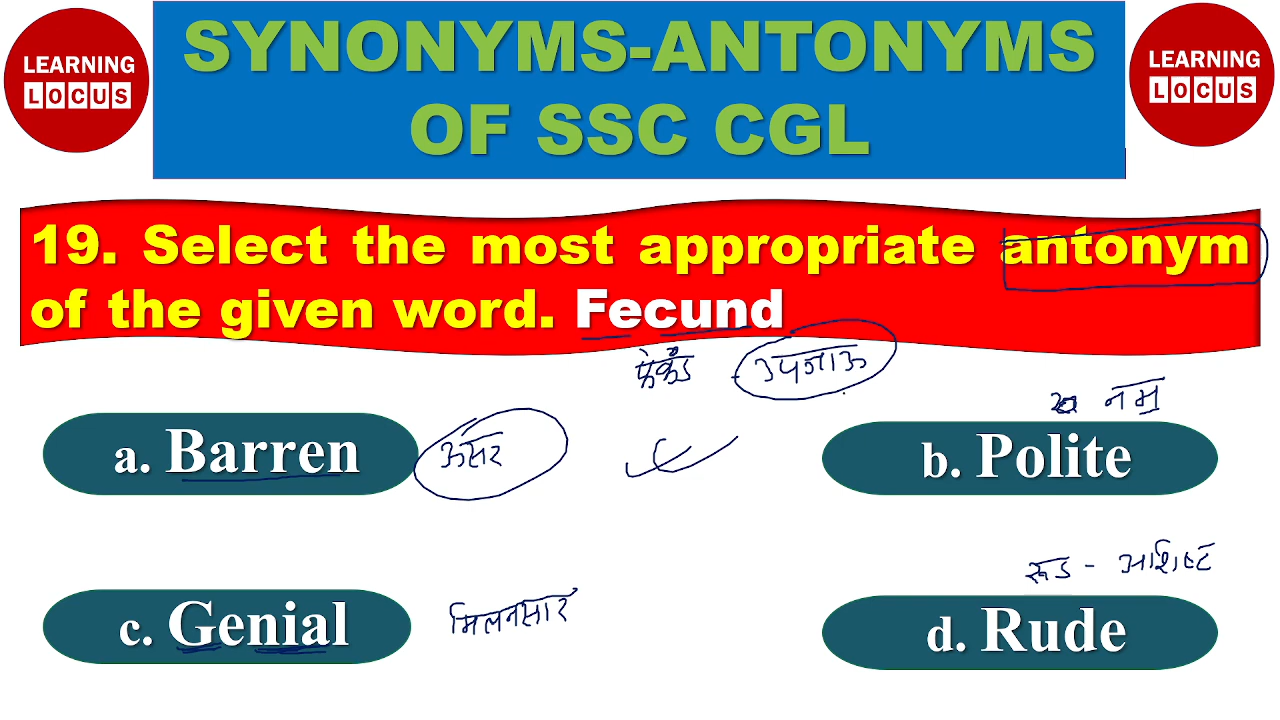 LEARNING
LOCUS
SYNONYMS-ANTONYMS
OF SSC CGL
LEARNING
LOCUS
19. Select the most appropriate antonym
of the given word. Fecund
फेकंड - उपजाऊ
a. Barren ऊसर
नम्र
b. Polite
c. Genial मिलनसार
रूड - अशिष्ट
d. Rude